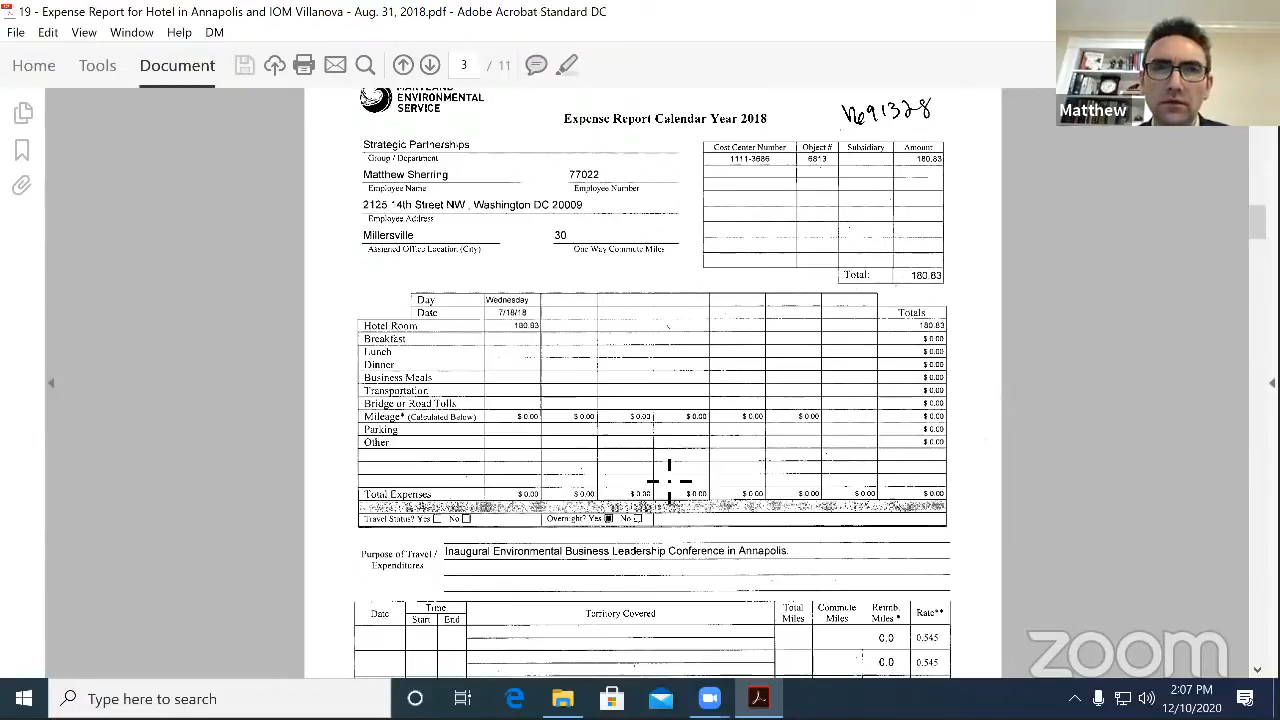 19 - Expense Report for Hotel in Annapolis and IOM Villanova - Aug. 31, 2018.pdf - Adobe Acrobat Standard DC
File Edit View Window Help DM
Home Tools Document 3 / 11
Matthew
MARYLAND
ENVIRONMENTAL
SERVICE
Expense Report Calendar Year 2018
Strategic Partnerships
Group / Department
Matthew Sherring 77022
Employee Name Employee Number
2125 14th Street NW , Washington DC 20009
Employee Address
Millersville 30
Assigned Office Location (City) One Way Commute Miles
Cost Center Number Object # Subsidiary Amount
1111-3686 6813 180.83
Total: 180.83
Day Wednesday
Date 7/18/18 Totals
Hotel Room 180.83 180.83
Breakfast $ 0.00
Lunch $ 0.00
Dinner $ 0.00
Business Meals $ 0.00
Transportation $ 0.00
Bridge or Road Tolls $ 0.00
Mileage* (Calculated Below) $ 0.00 $ 0.00 $ 0.00 $ 0.00 $ 0.00 $ 0.00 $ 0.00
Parking $ 0.00
Other $ 0.00
Total Expenses $ 0.00 $ 0.00 $ 0.00 $ 0.00 $ 0.00 $ 0.00 $ 0.00 $ 0.00
Travel Status? Yes No Overnight? Yes No
Purpose of Travel / Inaugural Environmental Business Leadership Conference in Annapolis.
Expenditures
Date Time Territory Covered Total Commute Reimb. Rate**
Start End Miles Miles Miles *
0.0 0.545
0.0 0.545
zoom
Type here to search
2:07 PM
12/10/2020